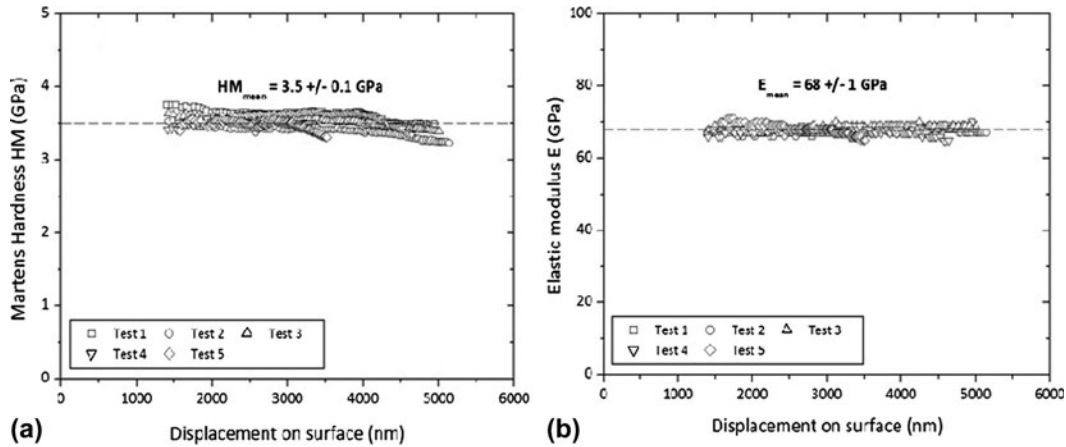 5
4
3
2
1
0
HM mean = 3.5 +/- 0.1 GPa
Martens Hardness HM (GPa)
Test 1 Test 2 Test 3
Test 4 Test 5
0 1000 2000 3000 4000 5000 6000
(a) Displacement on surface (nm)
100
80
60
40
20
0
E mean = 68 +/- 1 GPa
Elastic modulus E (GPa)
Test 1 Test 2 Test 3
Test 4 Test 5
0 1000 2000 3000 4000 5000 6000
(b) Displacement on surface (nm)